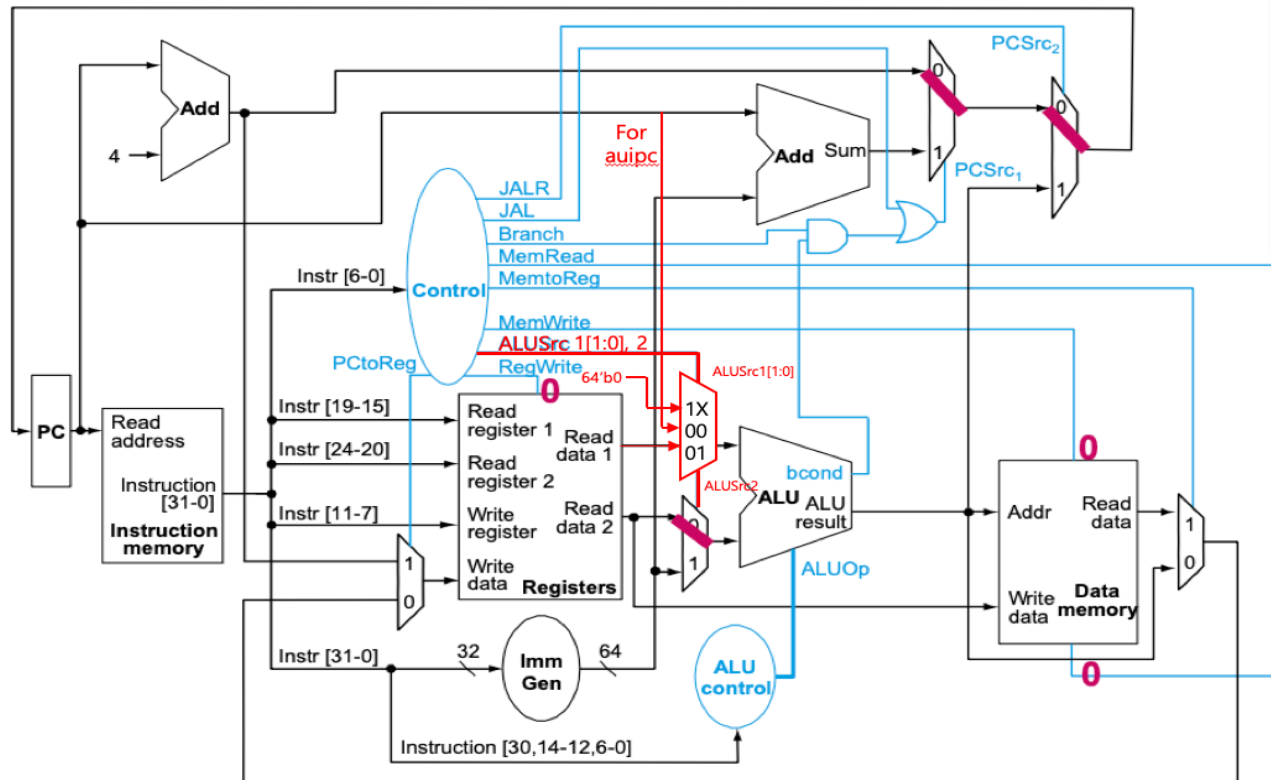 PCSrc2
0
0
Add
For
auipc
Add
Sum
4
1
PCSrc1
JALR
1
JAL
Branch
MemRead
Instr [6-0]
MemtoReg
Control
MemWrite
ALUSrc 1[1:0], 2
PCtoReg
RegWrite
64'b0
ALUSrc1[1:0]
0
PC
Read
address
Instruction
[31-0]
Instruction
memory
Instr [19-15]
Instr [24-20]
Instr [11-7]
Read
register 1
Read
register 2
Write
register
Write
data
Read
data 1
Read
data 2
Registers
1X
00
01
ALUSrc2
0
1
bcond
ALU
ALU
result
ALUOp
0
Addr
Read
data
Write
data
Data
memory
1
0
1
0
Instr [31-0]
32
Imm
Gen
64
ALU
control
0
Instruction [30,14-12,6-0]